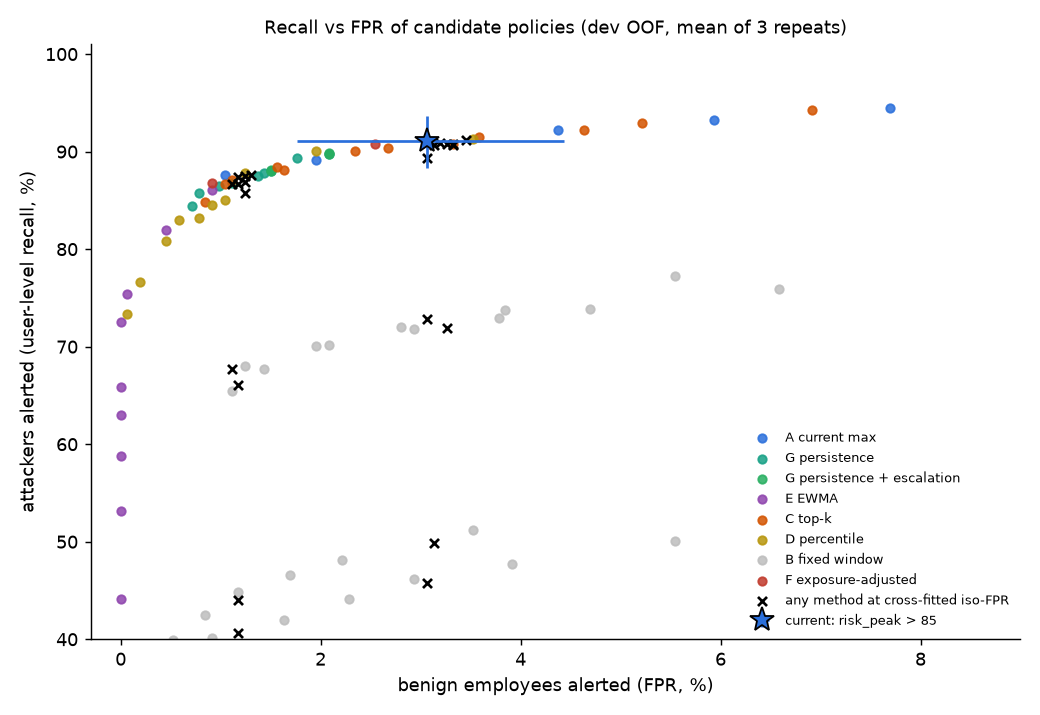 Recall vs FPR of candidate policies (dev OOF, mean of 3 repeats)
attackers alerted (user-level recall, %)
100
90
80
70
60
50
40
0
2
4
6
8
benign employees alerted (FPR, %)
A current max
G persistence
G persistence + escalation
E EWMA
C top-k
D percentile
B fixed window
F exposure-adjusted
any method at cross-fitted iso-FPR
current: risk_peak > 85